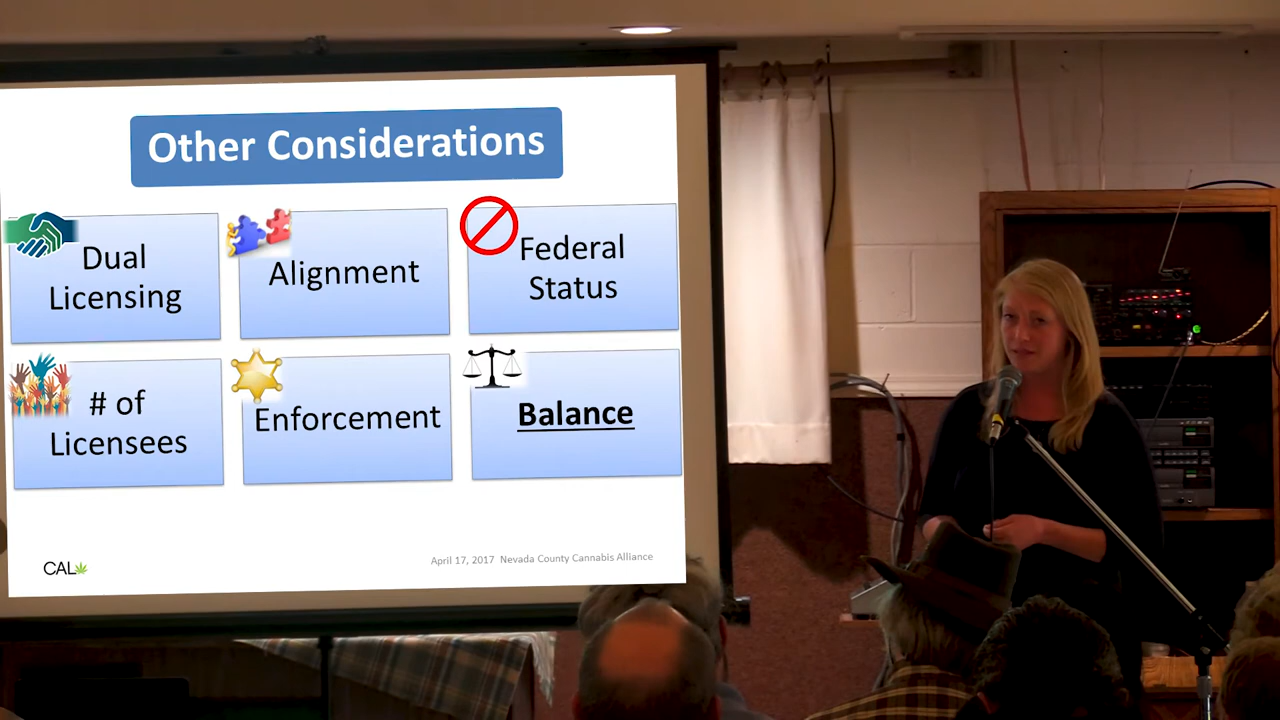 Other Considerations
Dual
Licensing
Alignment
Federal
Status
# of
Licensees
Enforcement
Balance
CAL
April 17, 2017 Nevada County Cannabis Alliance